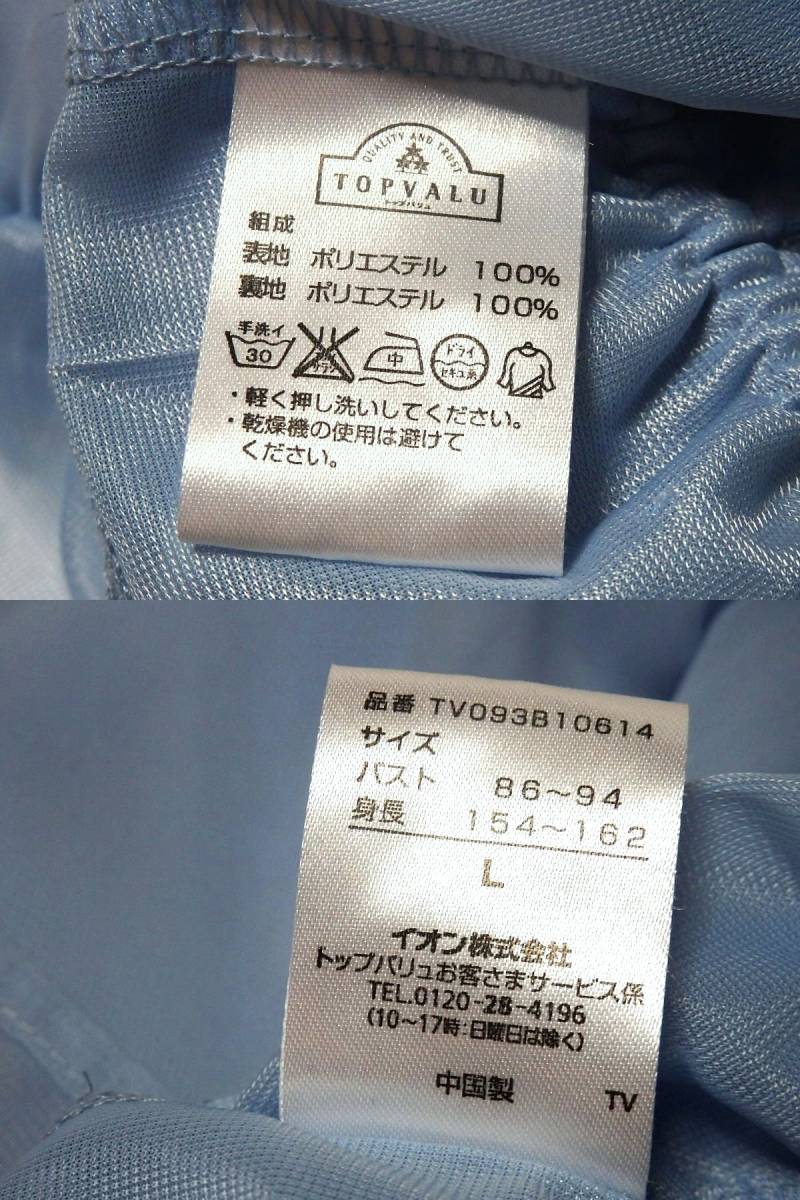 QUALITY AND TRUST
TOPVALU
トップバリュ
組成
表地 ポリエステル 100%
裏地 ポリエステル 100%
手洗イ
30
中
ドライ
セキユ系
・軽く押し洗いしてください。
・乾燥機の使用は避けて
ください。
品番 TV093B10614
サイズ
バスト 86~94
身長 154~162
L
イオン株式会社
トップバリュお客さまサービス係
TEL.0120-28-4196
(10~17時:日曜日は除く)
中国製 TV